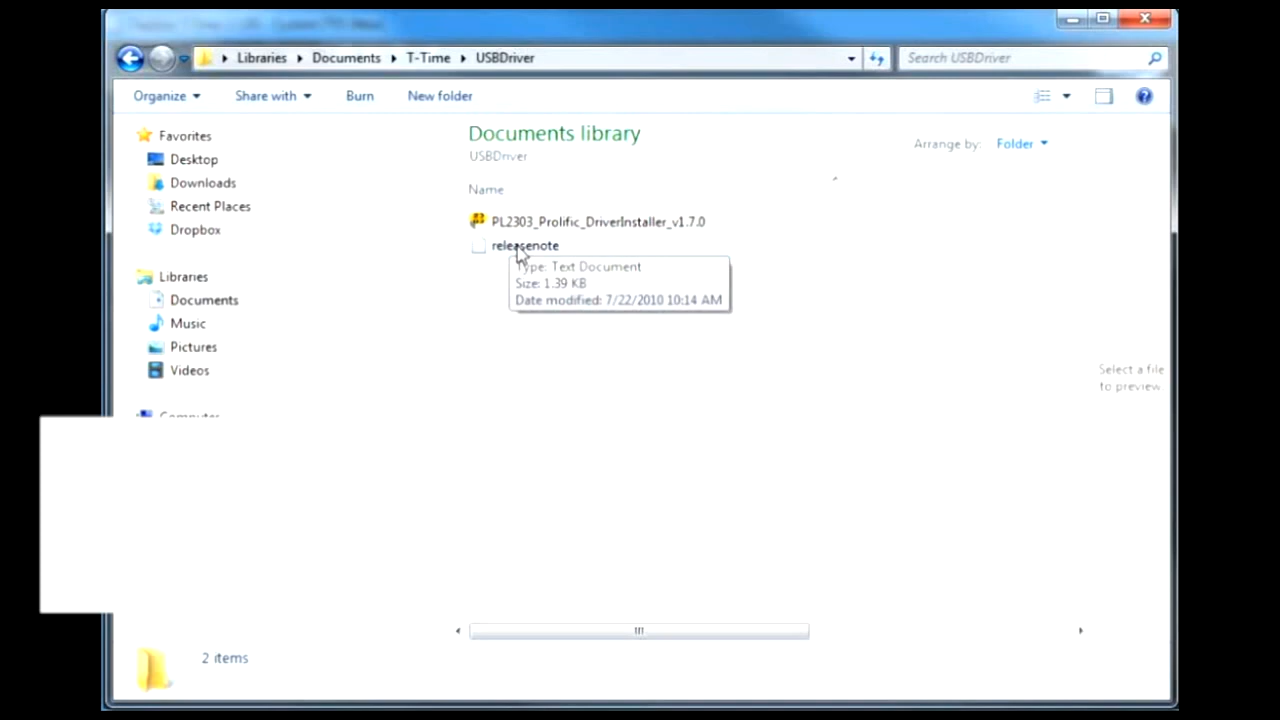 Libraries Documents T-Time USBDriver
Search USBDriver
Organize Share with Burn New folder
Favorites
Desktop
Downloads
Recent Places
Dropbox
Libraries
Documents
Music
Pictures
Videos
Computer
Documents library
USBDriver
Arrange by: Folder
Name
PL2303_Prolific_DriverInstaller_v1.7.0
releasenote
Type: Text Document
Size: 1.39 KB
Date modified: 7/22/2010 10:14 AM
Select a file
to preview.
2 items